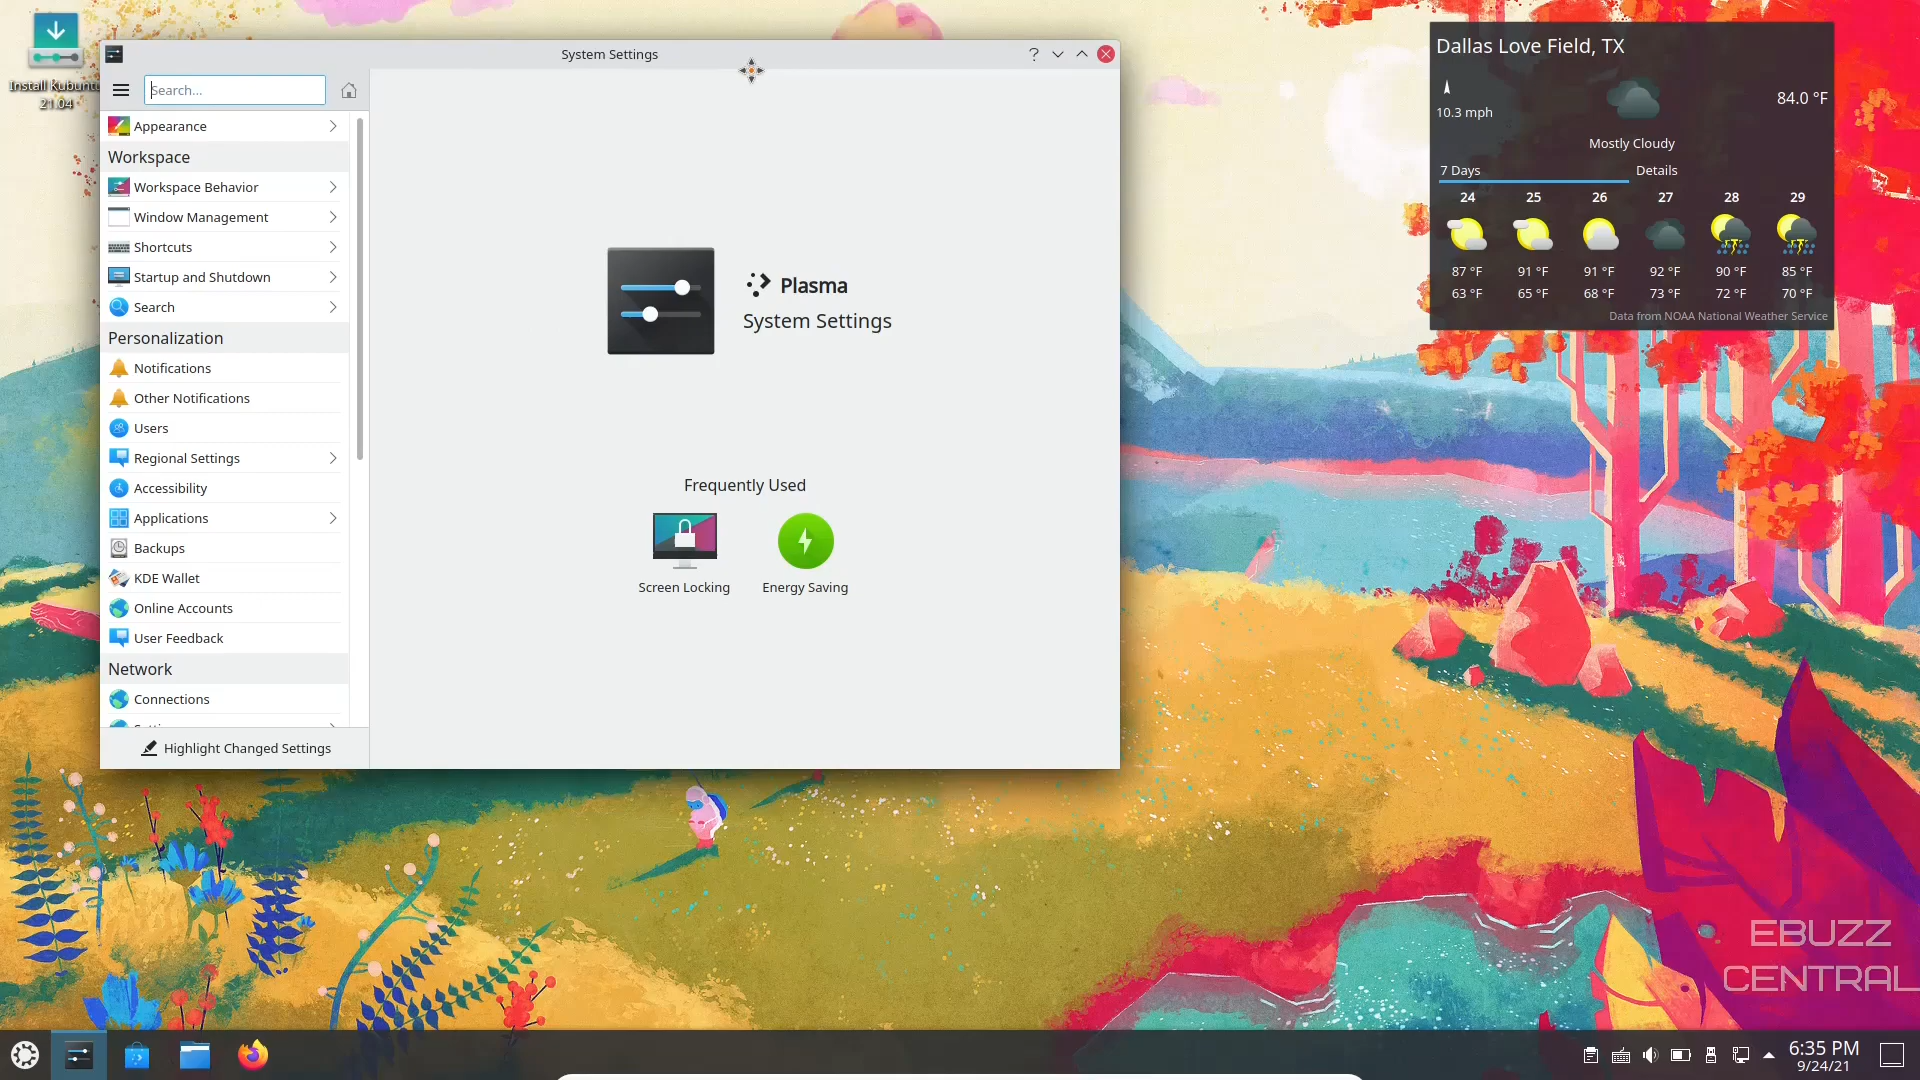 Install Kubuntu
21.04
System Settings
Search...
Appearance
Workspace
Workspace Behavior
Window Management
Shortcuts
Startup and Shutdown
Search
Personalization
Notifications
Other Notifications
Users
Regional Settings
Accessibility
Applications
Backups
KDE Wallet
Online Accounts
User Feedback
Network
Connections
Highlight Changed Settings
Plasma
System Settings
Frequently Used
Screen Locking
Energy Saving
Dallas Love Field, TX
10.3 mph
84.0 °F
Mostly Cloudy
7 Days Details
24 25 26 27 28 29
87 °F 91 °F 91 °F 92 °F 90 °F 85 °F
63 °F 65 °F 68 °F 73 °F 72 °F 70 °F
Data from NOAA National Weather Service
EBUZZ
CENTRAL
6:35 PM
9/24/21